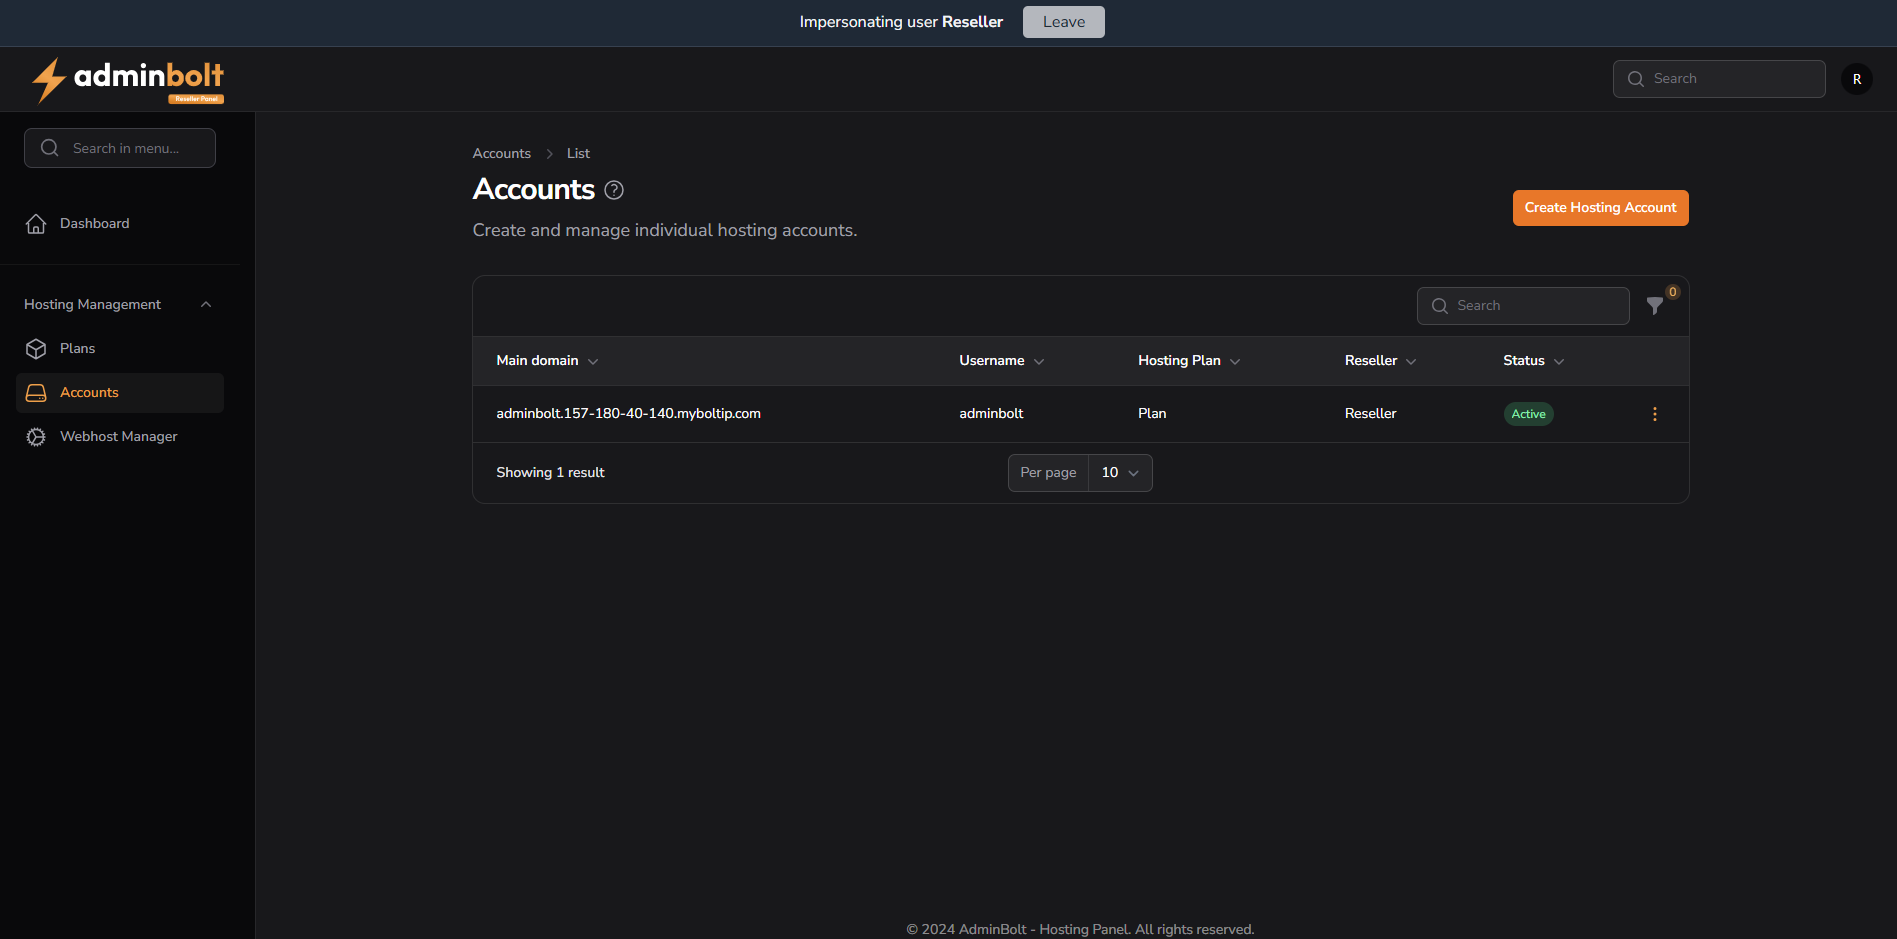 Impersonating user Reseller Leave
adminbolt
Reseller Panel
Search
R
Search in menu...
Dashboard
Hosting Management
Plans
Accounts
Webhost Manager
Accounts List
Accounts ?
Create and manage individual hosting accounts.
Create Hosting Account
Search
0
Main domain Username Hosting Plan Reseller Status
adminbolt.157-180-40-140.myboltip.com adminbolt Plan Reseller Active
Showing 1 result Per page 10
© 2024 AdminBolt - Hosting Panel. All rights reserved.